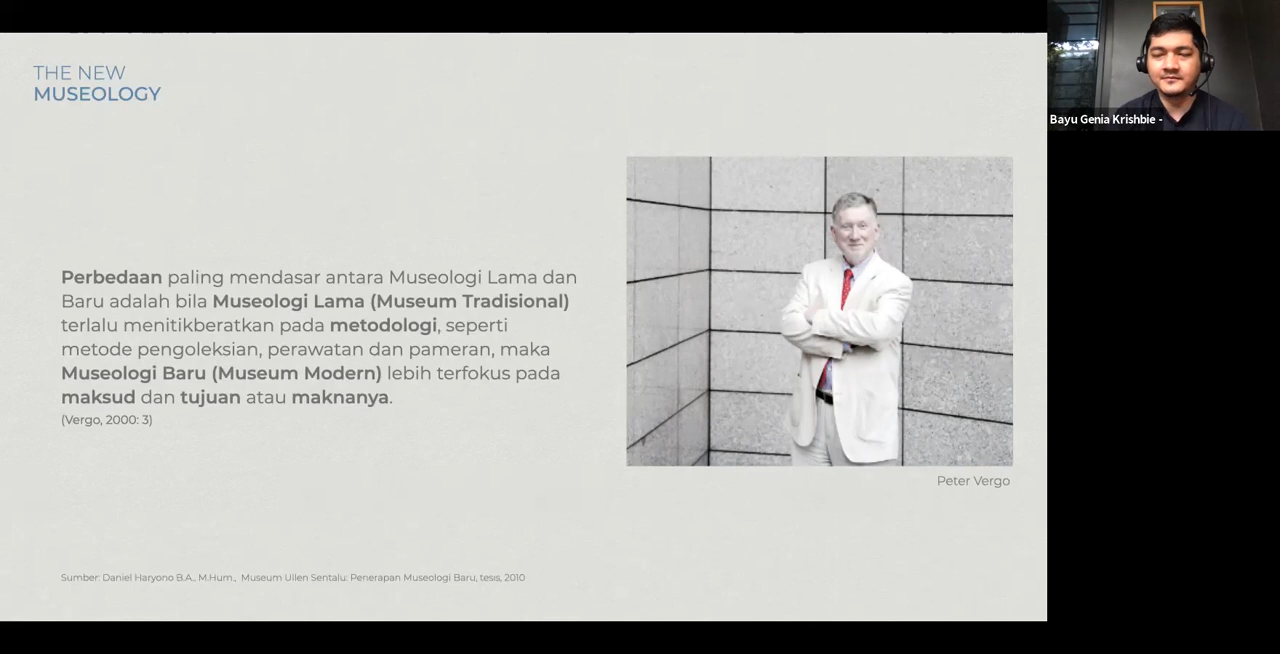 THE NEW
MUSEOLOGY
Bayu Genia Krishbie -
Perbedaan paling mendasar antara Museologi Lama dan
Baru adalah bila Museologi Lama (Museum Tradisional)
terlalu menitikberatkan pada metodologi, seperti
metode pengoleksian, perawatan dan pameran, maka
Museologi Baru (Museum Modern) lebih terfokus pada
maksud dan tujuan atau maknanya.
(Vergo, 2000: 3)
Peter Vergo
Sumber: Daniel Haryono B.A., M.Hum., Museum Ullen Sentalu: Penerapan Museologi Baru, tesis, 2010